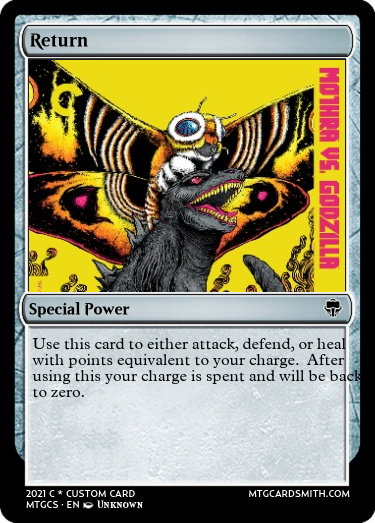 Return
MOTHRA VS. GODZILLA
Special Power
Use this card to either attack, defend, or heal
with points equivalent to your charge.  After
using this your charge is spent and will be back
to zero.
2021 C * CUSTOM CARD
MTGCS • EN Unknown
MTGCARDSMITH.COM